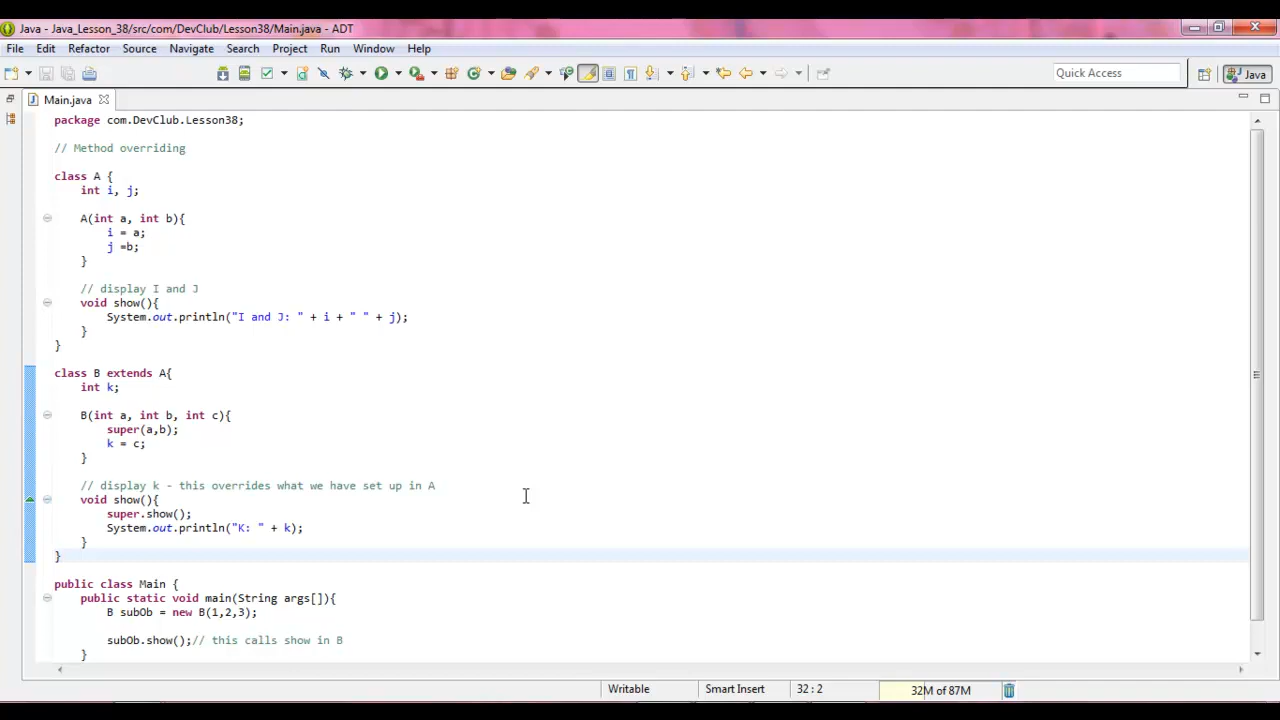 Java - Java_Lesson_38/src/com/DevClub/Lesson38/Main.java - ADT
File Edit Refactor Source Navigate Search Project Run Window Help
Quick Access
Java
Main.java
package com.DevClub.Lesson38;
// Method overriding
class A {
int i, j;
A(int a, int b){
i = a;
j =b;
}
// display I and J
void show(){
System.out.println("I and J: " + i + " " + j);
}
}
class B extends A{
int k;
B(int a, int b, int c){
super(a,b);
k = c;
}
// display k - this overrides what we have set up in A
void show(){
super.show();
System.out.println("K: " + k);
}
}
public class Main {
public static void main(String args[]){
B subOb = new B(1,2,3);
subOb.show();// this calls show in B
}
Writable Smart Insert 32 : 2 32M of 87M